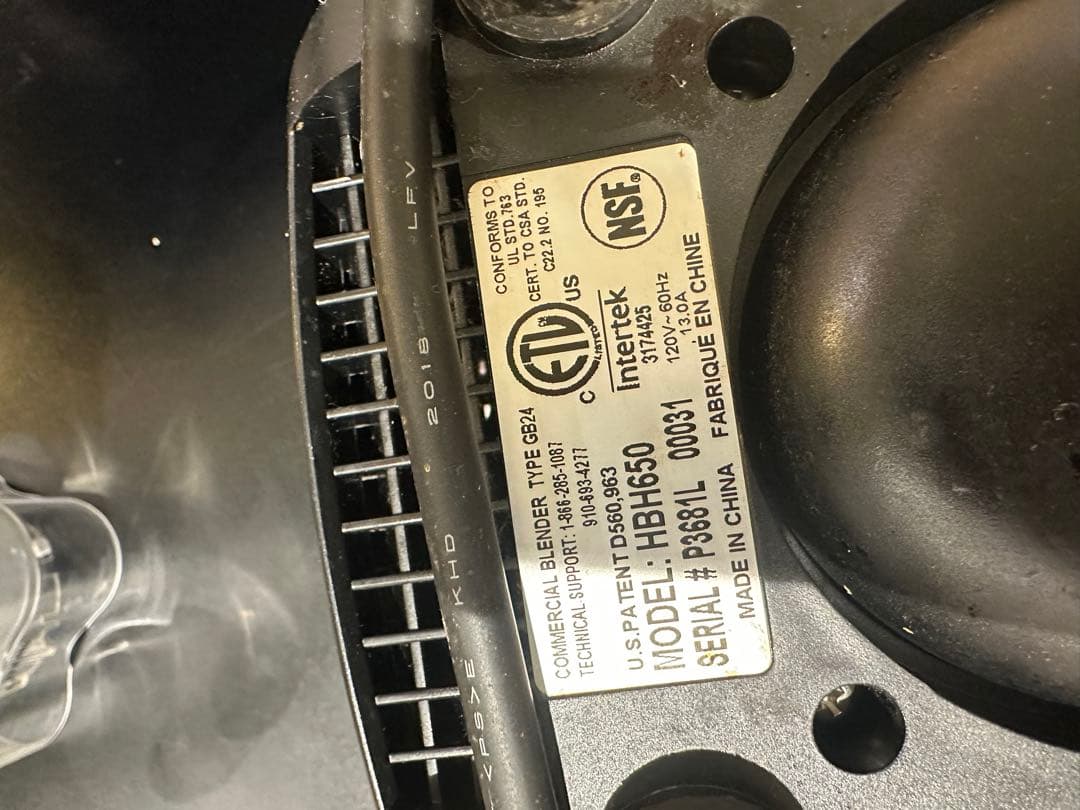 COMMERCIAL BLENDER TYPE GB24
TECHNICAL SUPPORT: 1-866-285-1087
910-693-4277
U.S.PATENT D560,963
MODEL: HBH650
SERIAL # P3681L 00031
MADE IN CHINA FABRIQUÉ EN CHINE
CONFORMS TO
UL STD.763
CERT. TO CSA STD.
C22.2 NO. 195
ETL
LISTED
C US
Intertek
3174425
120V~ 60Hz
13.0A
NSF®
KHD 2018 LFV